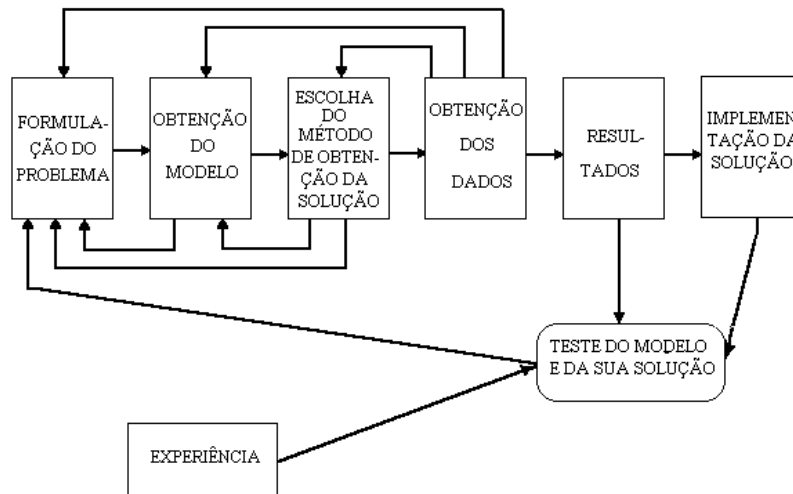 FORMULA-
ÇÃO DO
PROBLEMA
OBTENÇÃO
DO
MODELO
ESCOLHA
DO
MÉTODO
DE OBTEN-
ÇÃO DA
SOLUÇÃO
OBTENÇÃO
DOS
DADOS
RESUL-
TADOS
IMPLEMEN
TAÇÃO DA
SOLUÇÃO
TESTE DO MODELO
E DA SUA SOLUÇÃO
EXPERIÊNCIA